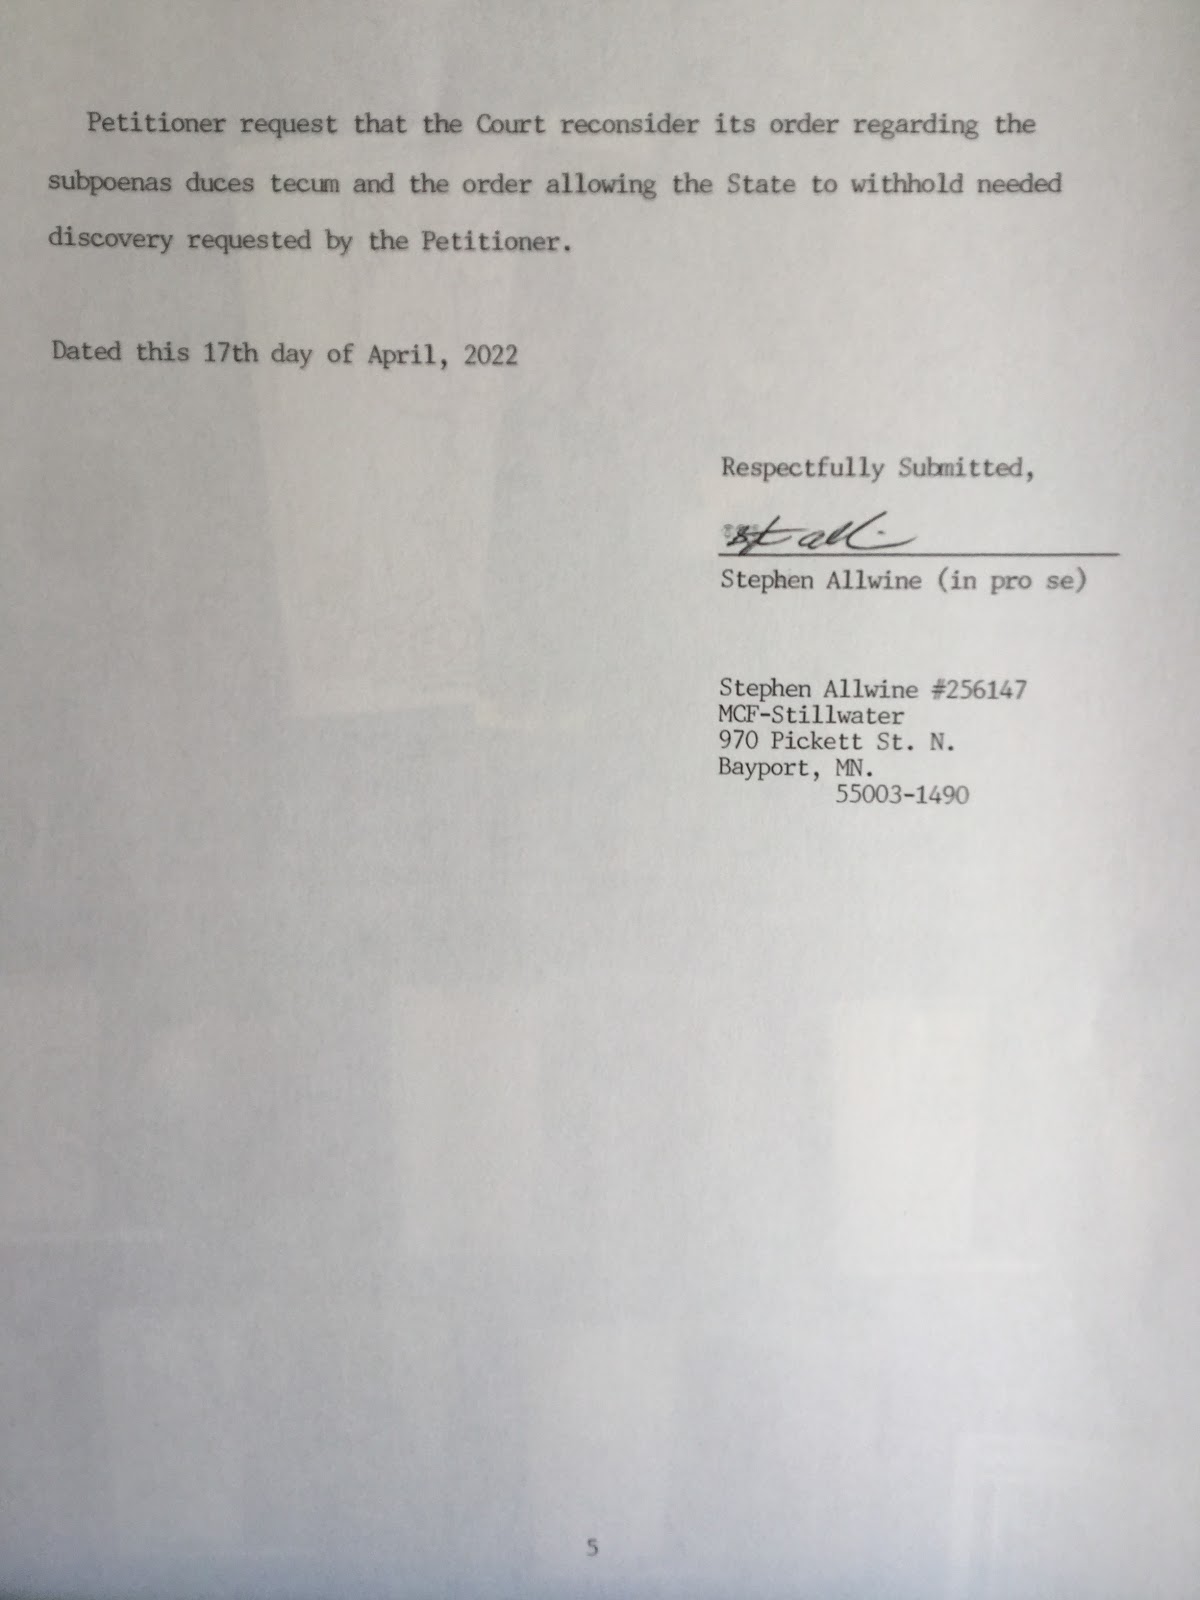 Petitioner request that the Court reconsider its order regarding the
subpoenas duces tecum and the order allowing the State to withhold needed
discovery requested by the Petitioner.
Dated this 17th day of April, 2022
Respectfully Submitted,
Stephen Allwine (in pro se)
Stephen Allwine #256147
MCF-Stillwater
970 Pickett St. N.
Bayport, MN.
55003-1490
5